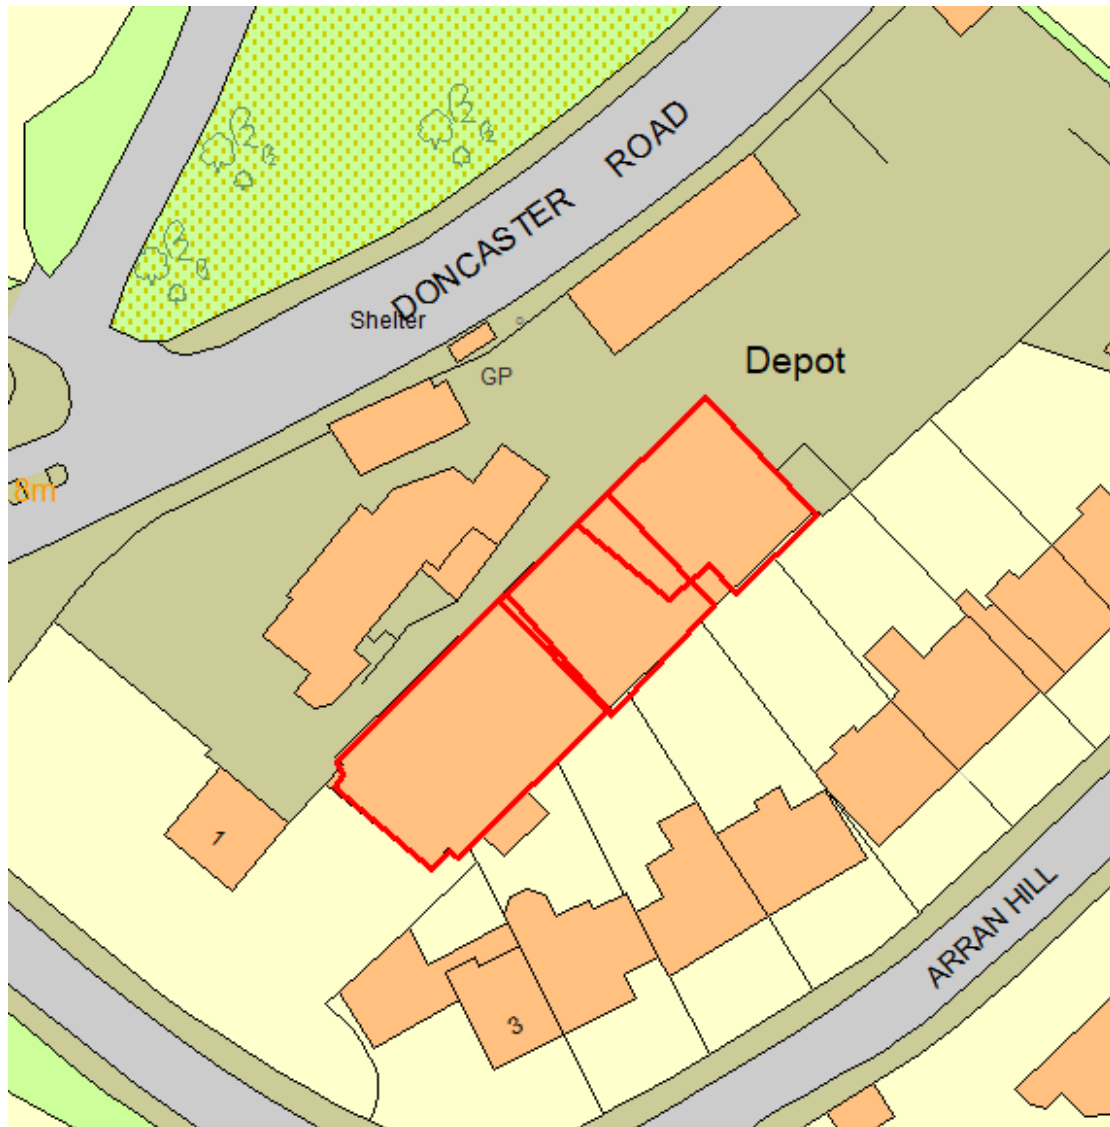 DONCASTER ROAD
Shelter
GP
Depot
8m
1
3
ARRAN HILL